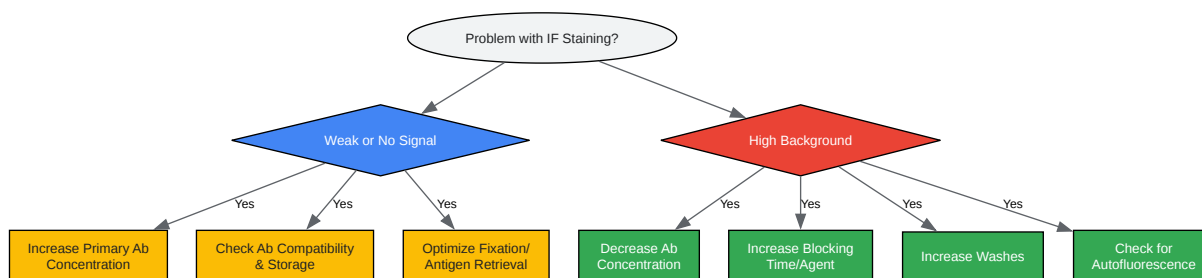 Problem with IF Staining?
Weak or No Signal
High Background
Yes
Yes
Yes
Yes
Yes
Yes
Yes
Increase Primary Ab
Concentration
Check Ab Compatibility
& Storage
Optimize Fixation/
Antigen Retrieval
Decrease Ab
Concentration
Increase Blocking
Time/Agent
Increase Washes
Check for
Autofluorescence